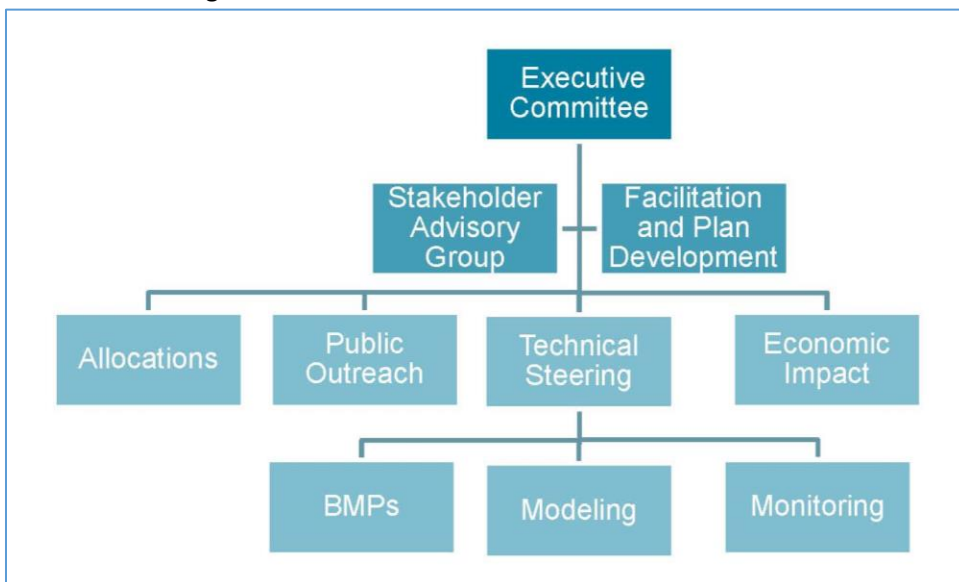 Executive
Committee
Stakeholder
Advisory
Group
Facilitation
and Plan
Development
Allocations
Public
Outreach
Technical
Steering
Economic
Impact
BMPs
Modeling
Monitoring